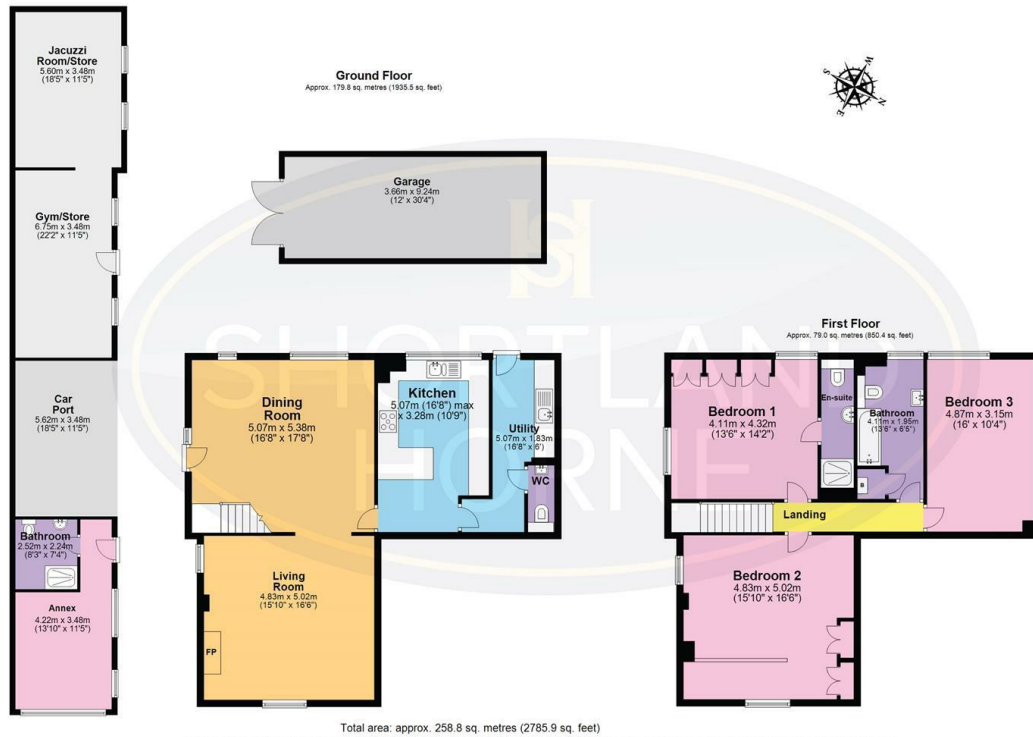 Jacuzzi
Room/Store
5.60m x 3.48m
(18'5" x 11'5")
Gym/Store
6.75m x 3.48m
(22'2" x 11'5")
Car
Port
5.62m x 3.48m
(18'5" x 11'5")
Bathroom
2.52m x 2.24m
(8'3" x 7'4")
Annex
4.22m x 3.48m
(13'10" x 11'5")
Ground Floor
Approx. 179.8 sq. metres (1935.5 sq. feet)
W
S
N
E
Garage
3.66m x 9.24m
(12' x 30'4")
SH
SHORTLAND
HORNE
Dining
Room
5.07m x 5.38m
(16'8" x 17'8")
Kitchen
5.07m (16'8") max
x 3.28m (10'9")
Utility
5.07m x 1.83m
(16'8" x 6')
WC
Living
Room
4.83m x 5.02m
(15'10" x 16'6")
FP
First Floor
Approx. 79.0 sq. metres (850.4 sq. feet)
Bedroom 1
4.11m x 4.32m
(13'6" x 14'2")
En-suite
Bathroom
4.11m x 1.95m
(13'6" x 6'5")
B
Bedroom 3
4.87m x 3.15m
(16' x 10'4")
Landing
Bedroom 2
4.83m x 5.02m
(15'10" x 16'6")
Total area: approx. 258.8 sq. metres (2785.9 sq. feet)